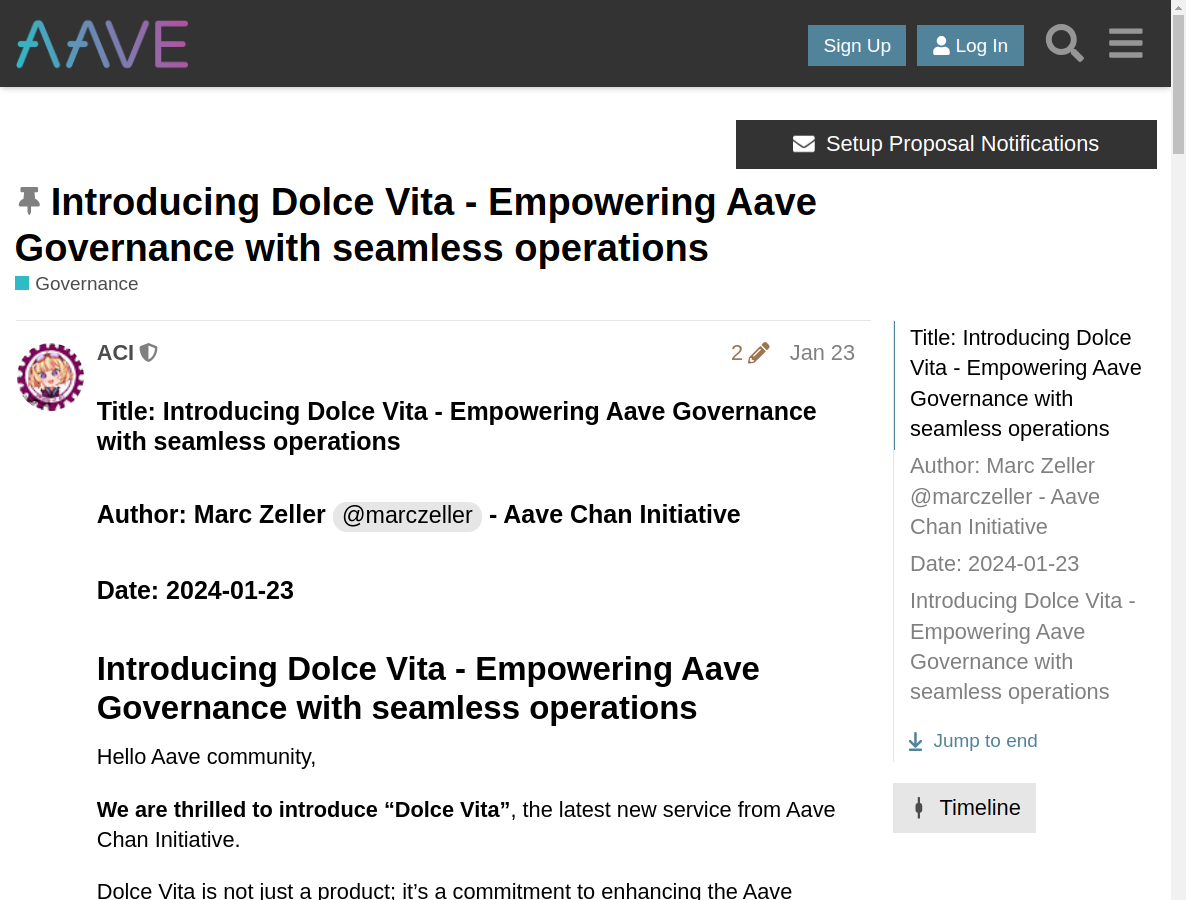 AAVE
Sign Up
Log In
Setup Proposal Notifications
Introducing Dolce Vita - Empowering Aave
Governance with seamless operations
Governance
ACI
2
Jan 23
Title: Introducing Dolce Vita - Empowering Aave Governance
with seamless operations
Author: Marc Zeller @marczeller - Aave Chan Initiative
Date: 2024-01-23
Introducing Dolce Vita - Empowering Aave
Governance with seamless operations
Hello Aave community,
We are thrilled to introduce “Dolce Vita”, the latest new service from Aave
Chan Initiative.
Dolce Vita is not just a product; it’s a commitment to enhancing the Aave
Title: Introducing Dolce
Vita - Empowering Aave
Governance with
seamless operations
Author: Marc Zeller
@marczeller - Aave
Chan Initiative
Date: 2024-01-23
Introducing Dolce Vita -
Empowering Aave
Governance with
seamless operations
Jump to end
Timeline